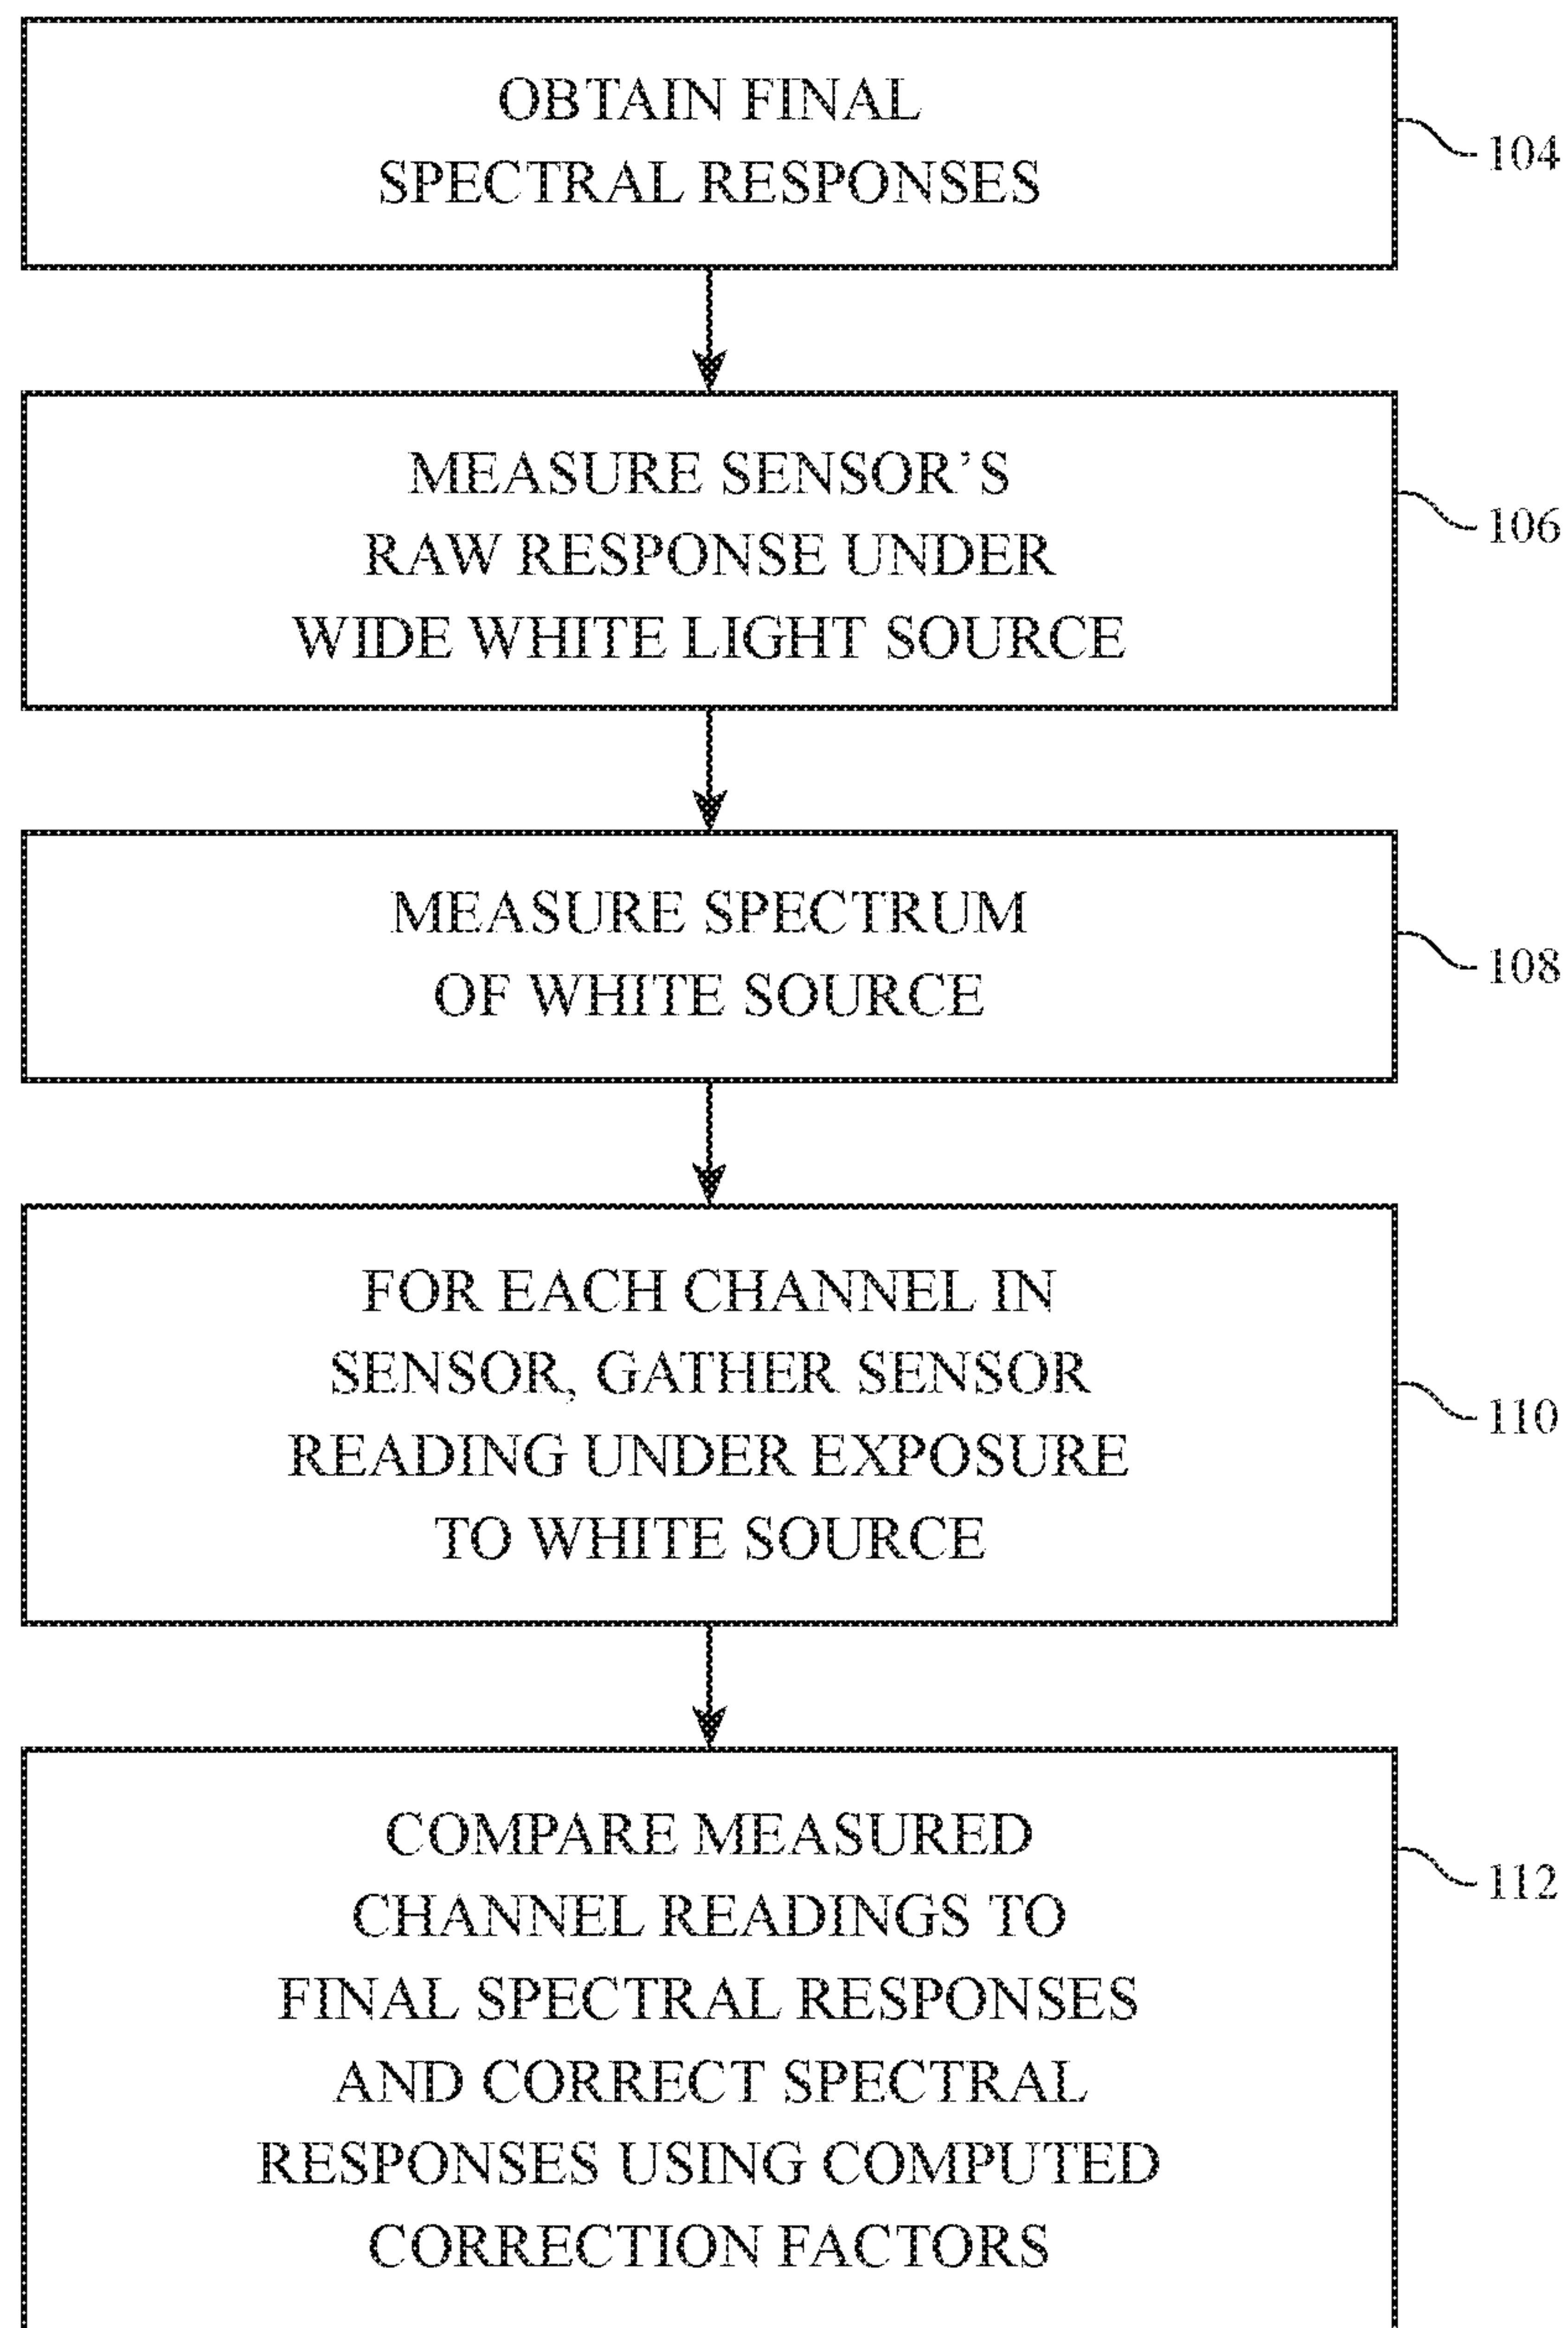 OBTAIN FINAL
SPECTRAL RESPONSES
104
MEASURE SENSOR’S
RAW RESPONSE UNDER
WIDE WHITE LIGHT SOURCE
106
MEASURE SPECTRUM
OF WHITE SOURCE
108
FOR EACH CHANNEL IN
SENSOR, GATHER SENSOR
READING UNDER EXPOSURE
TO WHITE SOURCE
110
COMPARE MEASURED
CHANNEL READINGS TO
FINAL SPECTRAL RESPONSES
AND CORRECT SPECTRAL
RESPONSES USING COMPUTED
CORRECTION FACTORS
112